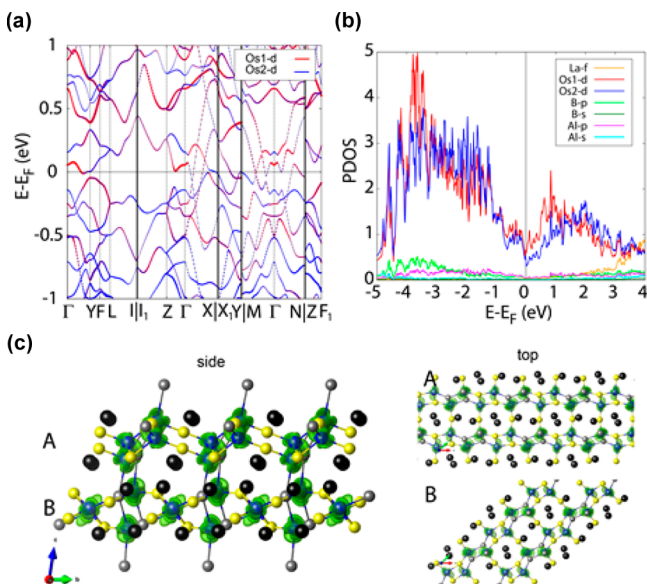 (a)
1
0.5
0
-0.5
-1
E-E_F (eV)
Os1-d
Os2-d
Γ YF L I|I₁ Z Γ X|X₁Y|M Γ N|Z F₁
(b)
5
4
3
2
1
0
PDOS
La-f
Os1-d
Os2-d
B-p
B-s
Al-p
Al-s
-5 -4 -3 -2 -1 0 1 2 3 4
E-E_F (eV)
(c)
side
A
B
top
A
B